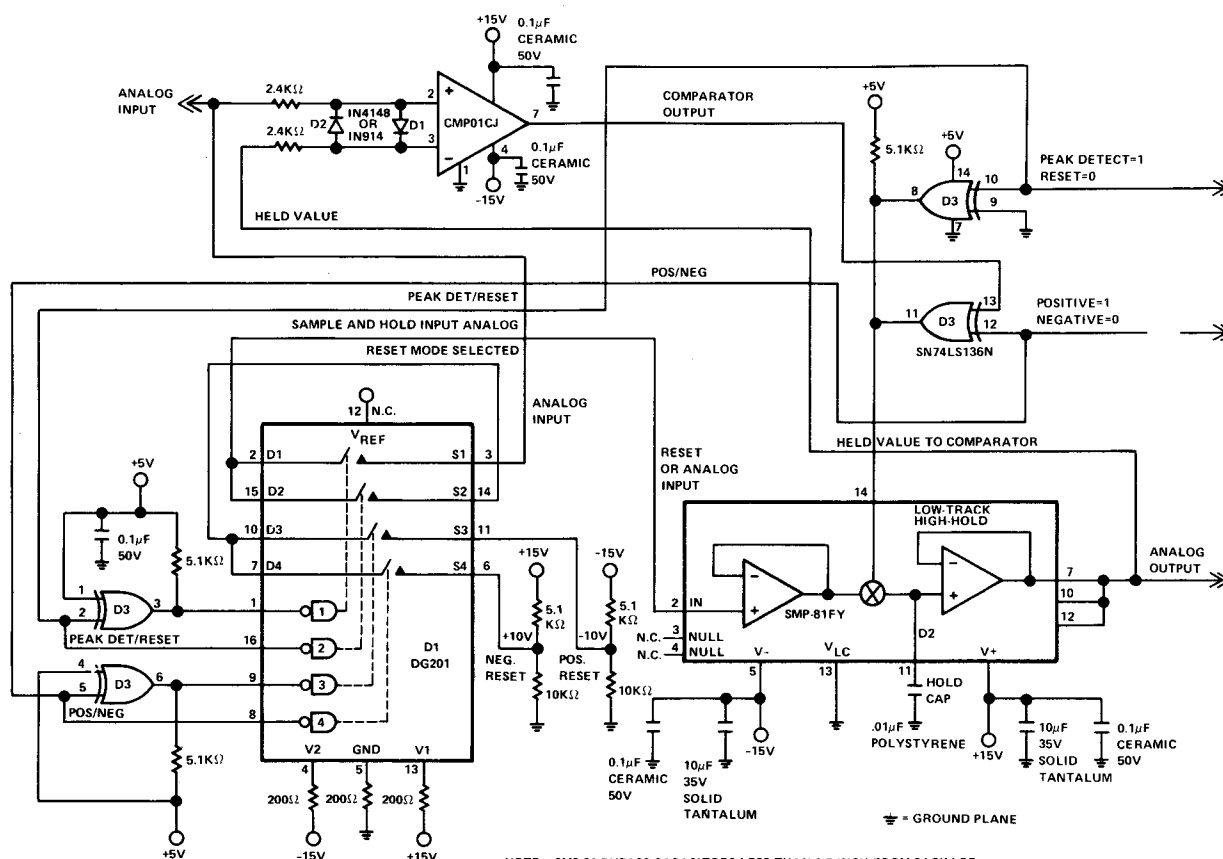 +15V
0.1μF
CERAMIC
50V
ANALOG
INPUT
2.4KΩ
2.4KΩ
IN4148
OR
IN914
D2
D1
2
3
+
−
CMP01CJ
7
1
4
0.1μF
CERAMIC
50V
-15V
COMPARATOR
OUTPUT
HELD VALUE
+5V
5.1KΩ
+5V
14
10
8
D3
9
7
PEAK DETECT=1
RESET=0
POS/NEG
PEAK DET/RESET
SAMPLE AND HOLD INPUT ANALOG
RESET MODE SELECTED
11
D3
13
12
SN74LS136N
POSITIVE=1
NEGATIVE=0
12
N.C.
VREF
ANALOG
INPUT
HELD VALUE TO COMPARATOR
RESET
OR ANALOG
INPUT
14
2 D1 S1 3
15 D2 S2 14
10 D3 S3 11
7 D4 S4 6
+5V
0.1μF
50V
5.1KΩ
1
2
D3
3
PEAK DET/RESET
1
1
16
2
4
5
D3
6
POS/NEG
9
3
8
4
5.1KΩ
+5V
D1
DG201
V2
GND
V1
4
5
13
200Ω
200Ω
200Ω
-15V
+15V
+15V
5.1
KΩ
+10V
NEG.
RESET
10KΩ
-15V
5.1
KΩ
-10V
POS.
RESET
10KΩ
LOW-TRACK
HIGH-HOLD
−
+
−
+
SMP-81FY
2 IN
N.C. 3 NULL
N.C. 4 NULL
V-
5
VLC
13
D2
11
V+
7
10
12
ANALOG
OUTPUT
HOLD
CAP
.01μF
POLYSTYRENE
0.1μF
CERAMIC
50V
10μF
35V
SOLID
TANTALUM
-15V
+15V
10μF
35V
SOLID
TANTALUM
0.1μF
CERAMIC
50V
= GROUND PLANE